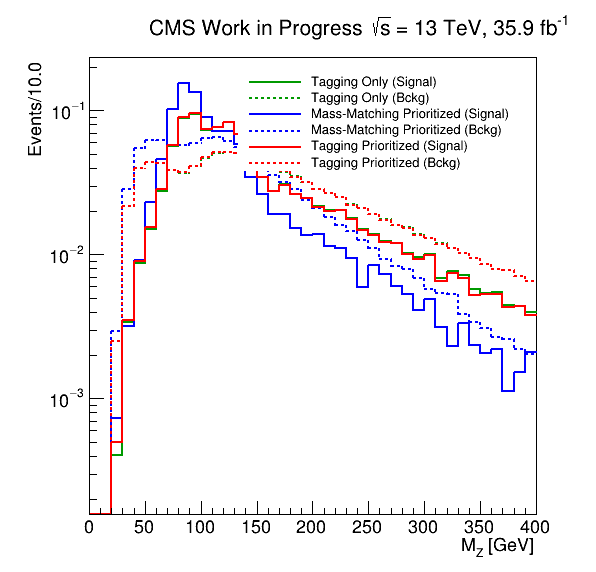 CMS Work in Progress √s = 13 TeV, 35.9 fb⁻¹
Events/10.0
Tagging Only (Signal)
Tagging Only (Bckg)
Mass-Matching Prioritized (Signal)
Mass-Matching Prioritized (Bckg)
Tagging Prioritized (Signal)
Tagging Prioritized (Bckg)
10⁻¹
10⁻²
10⁻³
0 50 100 150 200 250 300 350 400
M_Z [GeV]